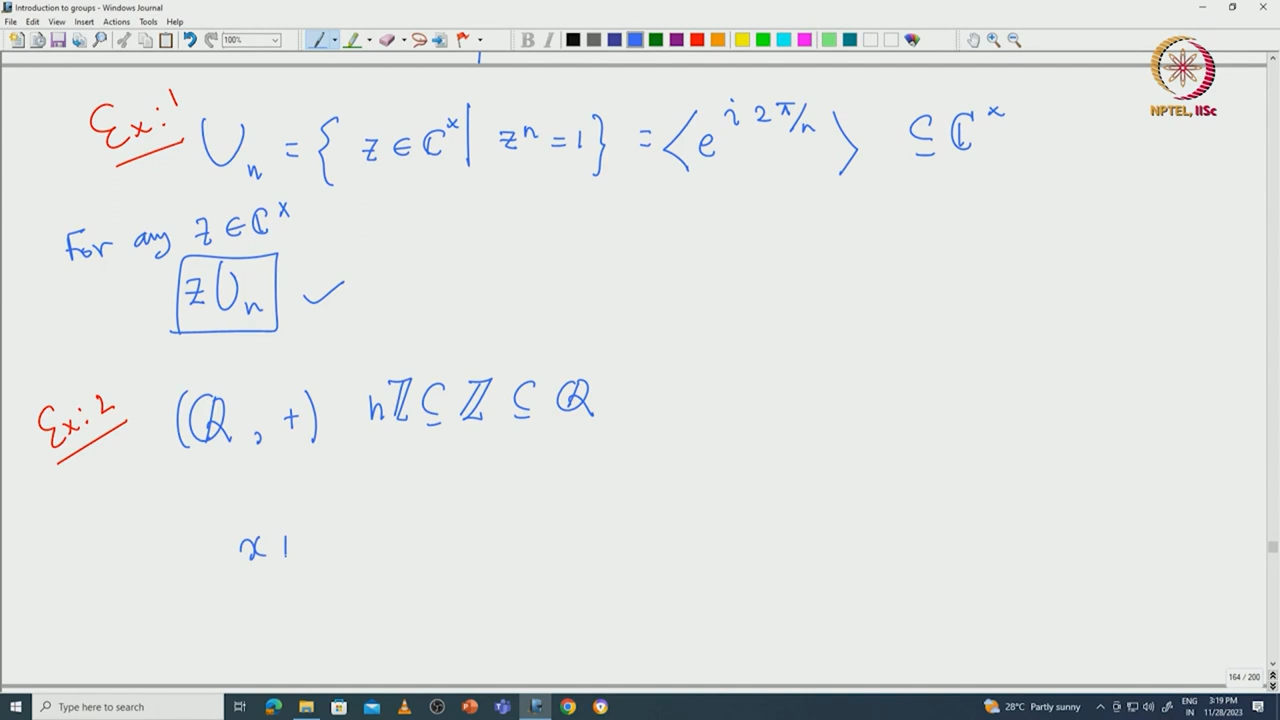 Introduction to groups - Windows Journal
File Edit View Insert Actions Tools Help
100%
NPTEL, IISc
Ex:1 U_n = { z ∈ ℂ^× | z^n = 1 } = ⟨ e^{i 2π/n} ⟩ ⊆ ℂ^×
For any z ∈ ℂ^×
z U_n ✓
Ex:2 (ℚ, +) nℤ ⊆ ℤ ⊆ ℚ
x |
164 / 200
Type here to search
28°C Partly sunny
ENG 3:19 PM
IN 11/28/2023